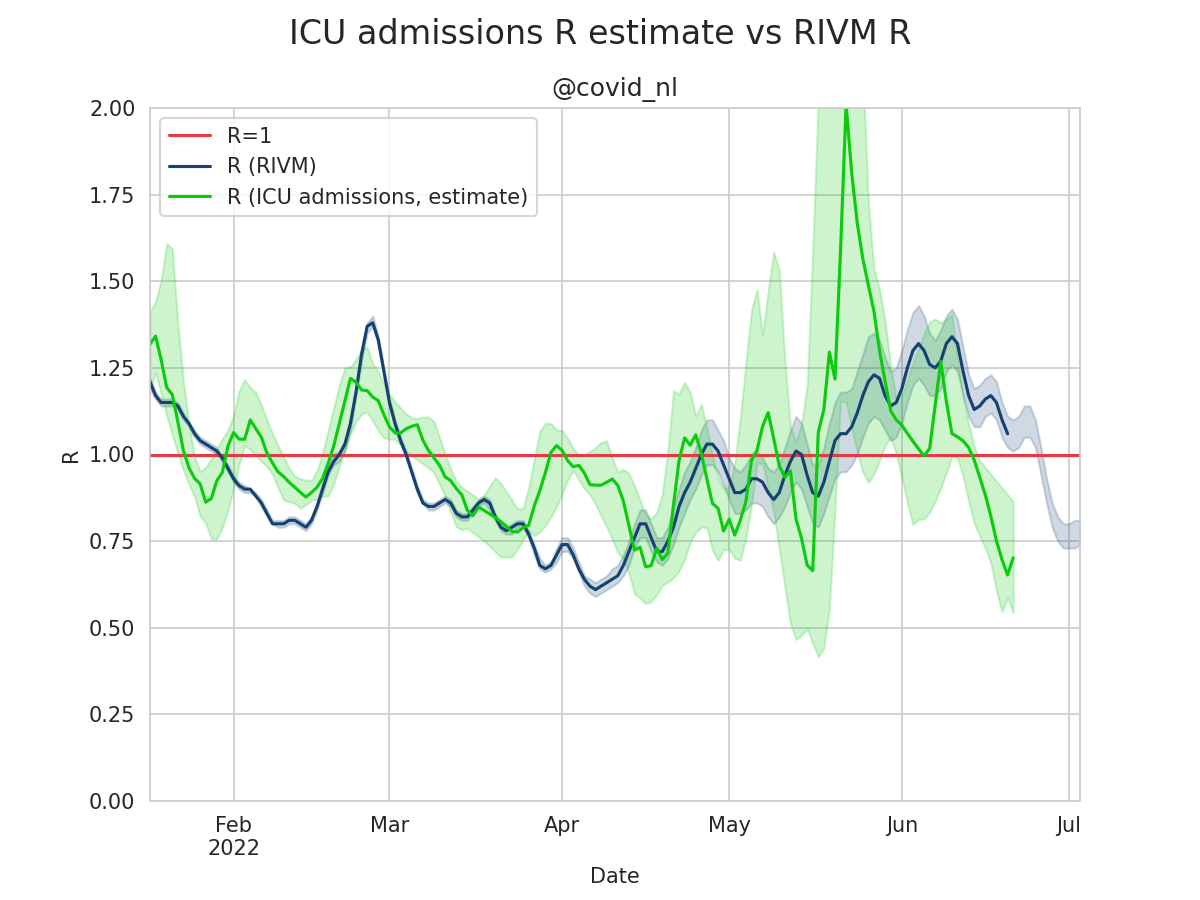 ICU admissions R estimate vs RIVM R
@covid_nl
R=1
R (RIVM)
R (ICU admissions, estimate)
2.00
1.75
1.50
1.25
1.00
0.75
0.50
0.25
0.00
R
Feb
2022
Mar
Apr
May
Jun
Jul
Date